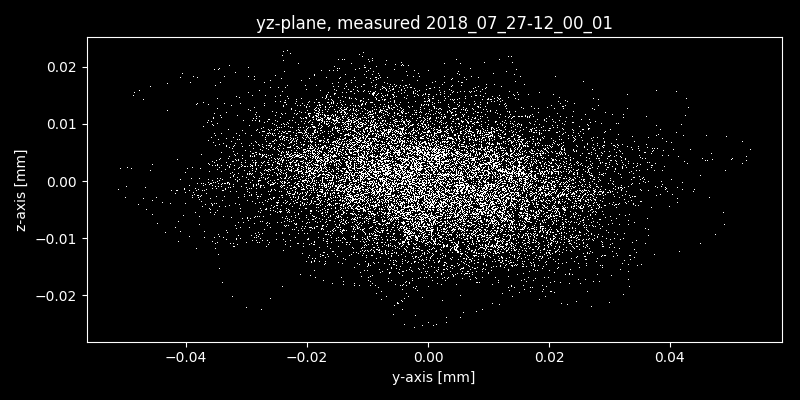 yz-plane, measured 2018_07_27-12_00_01
0.02
0.01
0.00
−0.01
−0.02
z-axis [mm]
−0.04 −0.02 0.00 0.02 0.04
y-axis [mm]